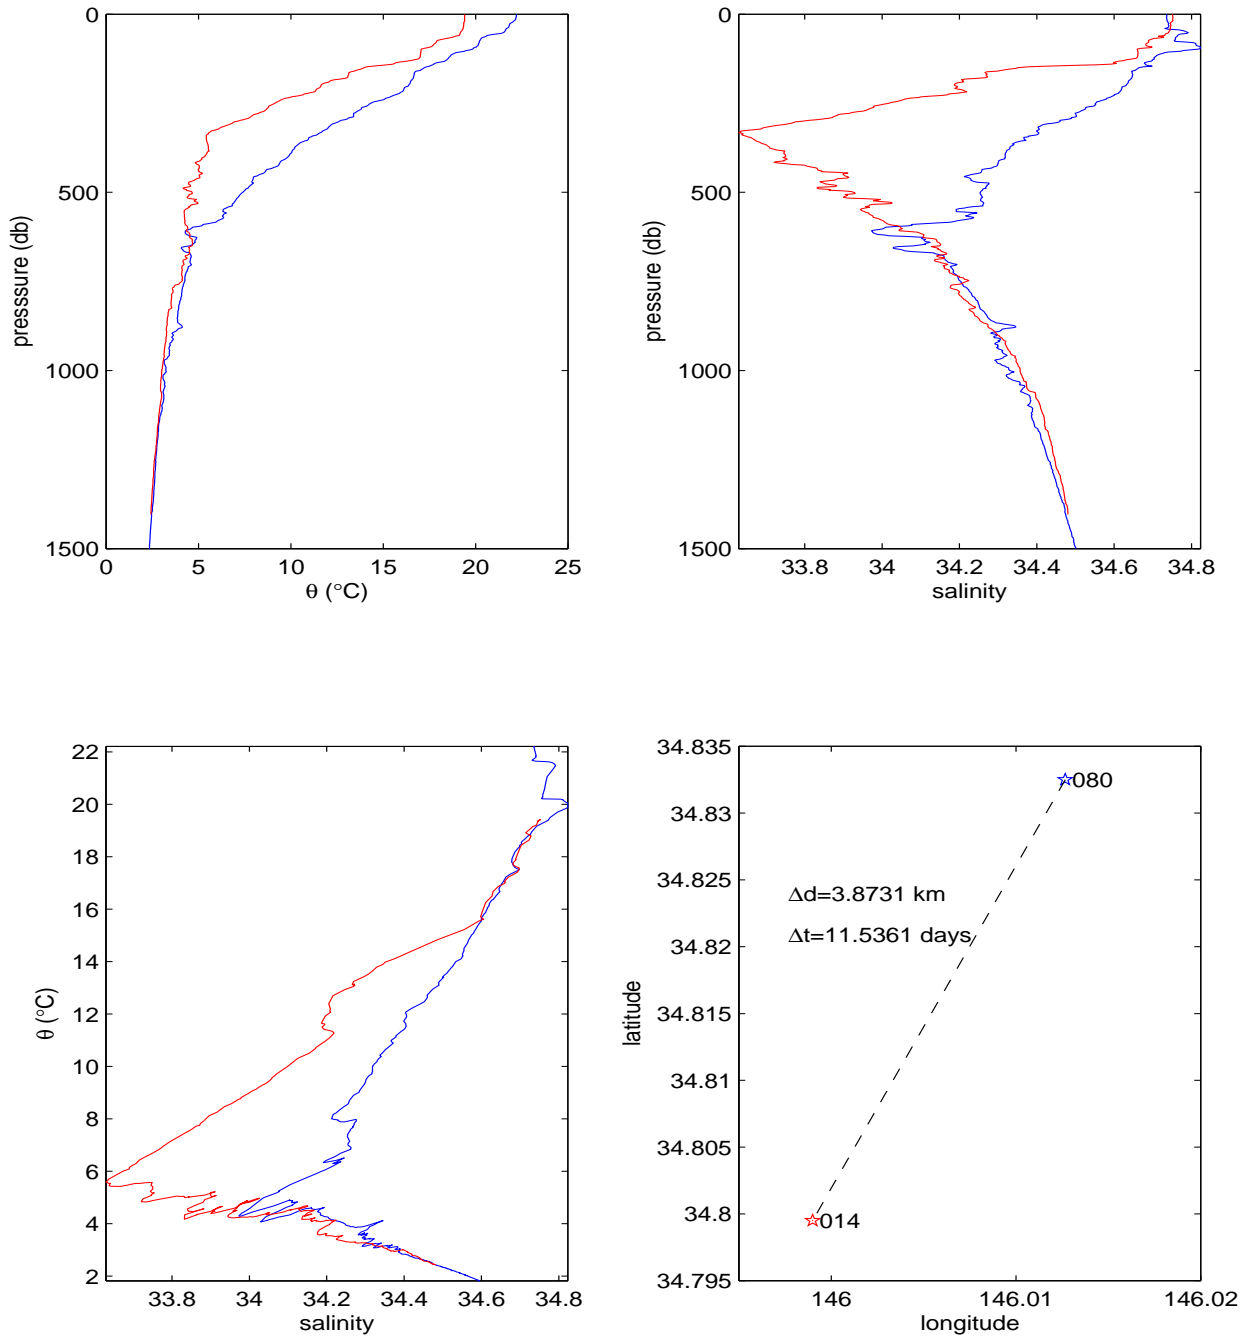 0
500
1000
1500
presssure (db)
0 5 10 15 20 25
θ (°C)
0
500
1000
1500
pressure (db)
33.8 34 34.2 34.4 34.6 34.8
salinity
22
20
18
16
14
12
10
8
6
4
2
θ (°C)
33.8 34 34.2 34.4 34.6 34.8
salinity
34.835
34.83
34.825
34.82
34.815
34.81
34.805
34.8
34.795
latitude
080
Δd=3.8731 km
Δt=11.5361 days
014
146 146.01 146.02
longitude